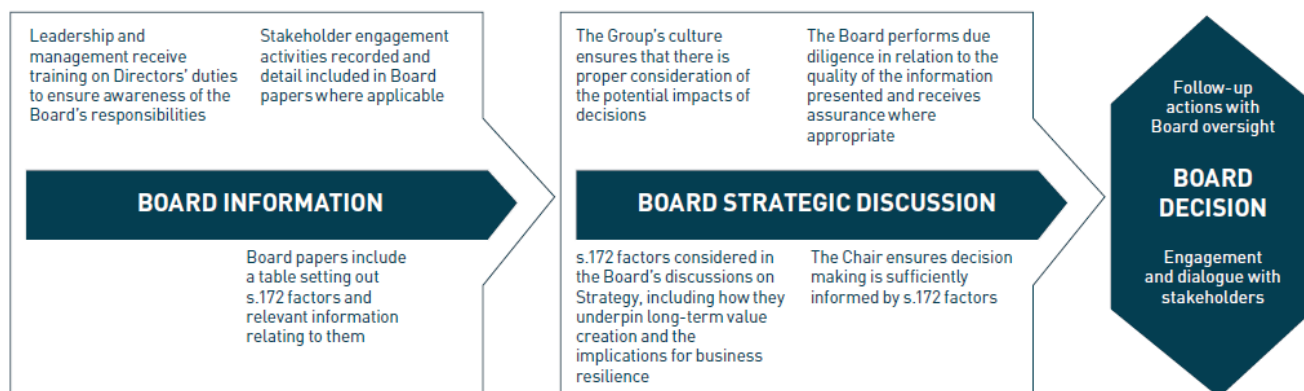 Leadership and
management receive
training on Directors' duties
to ensure awareness of the
Board's responsibilities
Stakeholder engagement
activities recorded and
detail included in Board
papers where applicable
BOARD INFORMATION
Board papers include
a table setting out
s.172 factors and
relevant information
relating to them
The Group's culture
ensures that there is
proper consideration of
the potential impacts of
decisions
The Board performs due
diligence in relation to the
quality of the information
presented and receives
assurance where
appropriate
BOARD STRATEGIC DISCUSSION
s.172 factors considered in
the Board's discussions on
Strategy, including how they
underpin long-term value
creation and the
implications for business
resilience
The Chair ensures decision
making is sufficiently
informed by s.172 factors
Follow-up
actions with
Board oversight
BOARD
DECISION
Engagement
and dialogue with
stakeholders